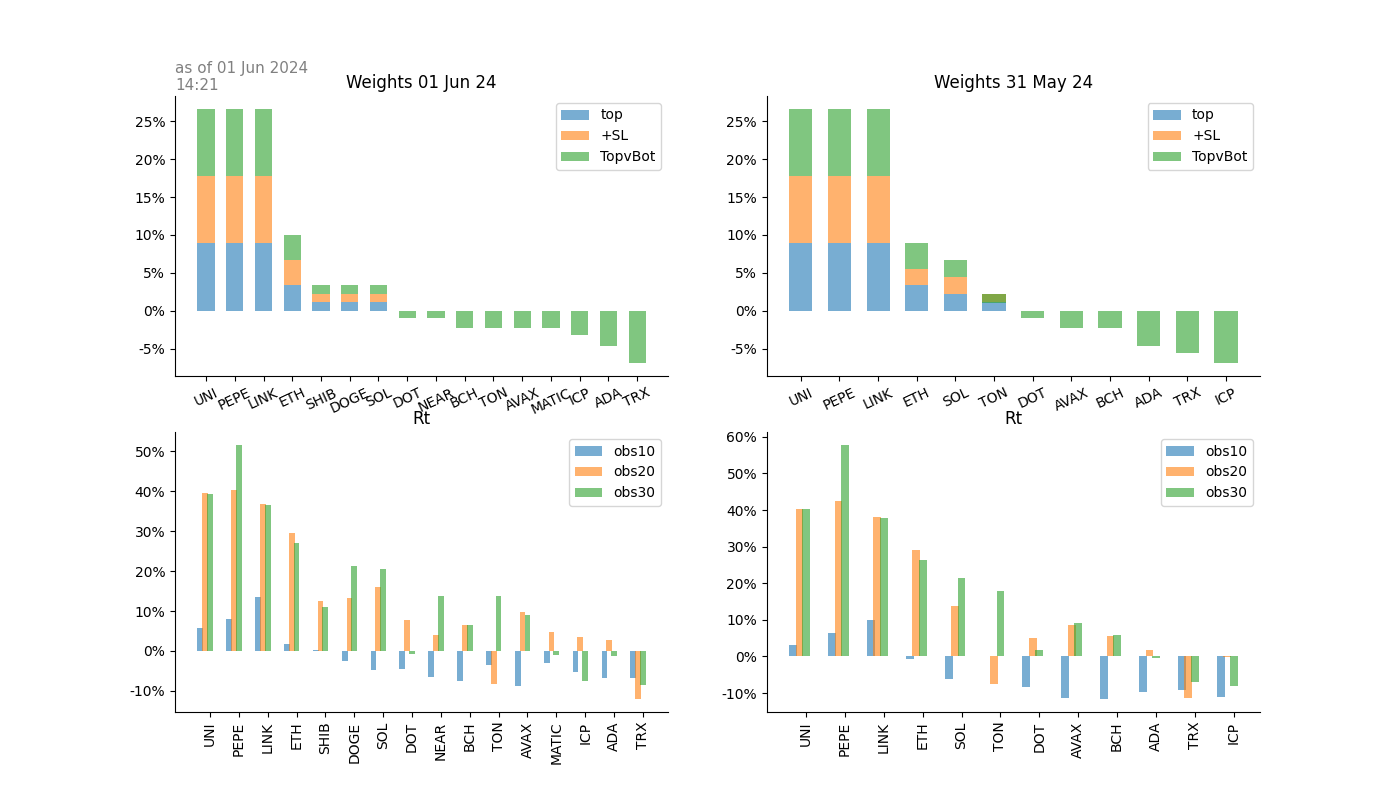 as of 01 Jun 2024
14:21
Weights 01 Jun 24
25%
20%
15%
10%
5%
0%
-5%
top
+SL
TopvBot
UNI PEPE LINK ETH SHIB DOGE SOL DOT NEAR BCH TON AVAX MATIC ICP ADA TRX
Weights 31 May 24
25%
20%
15%
10%
5%
0%
-5%
top
+SL
TopvBot
UNI PEPE LINK ETH SOL TON DOT AVAX BCH ADA TRX ICP
Rt
50%
40%
30%
20%
10%
0%
-10%
obs10
obs20
obs30
UNI PEPE LINK ETH SHIB DOGE SOL DOT NEAR BCH TON AVAX MATIC ICP ADA TRX
Rt
60%
50%
40%
30%
20%
10%
0%
-10%
obs10
obs20
obs30
UNI PEPE LINK ETH SOL TON DOT AVAX BCH ADA TRX ICP